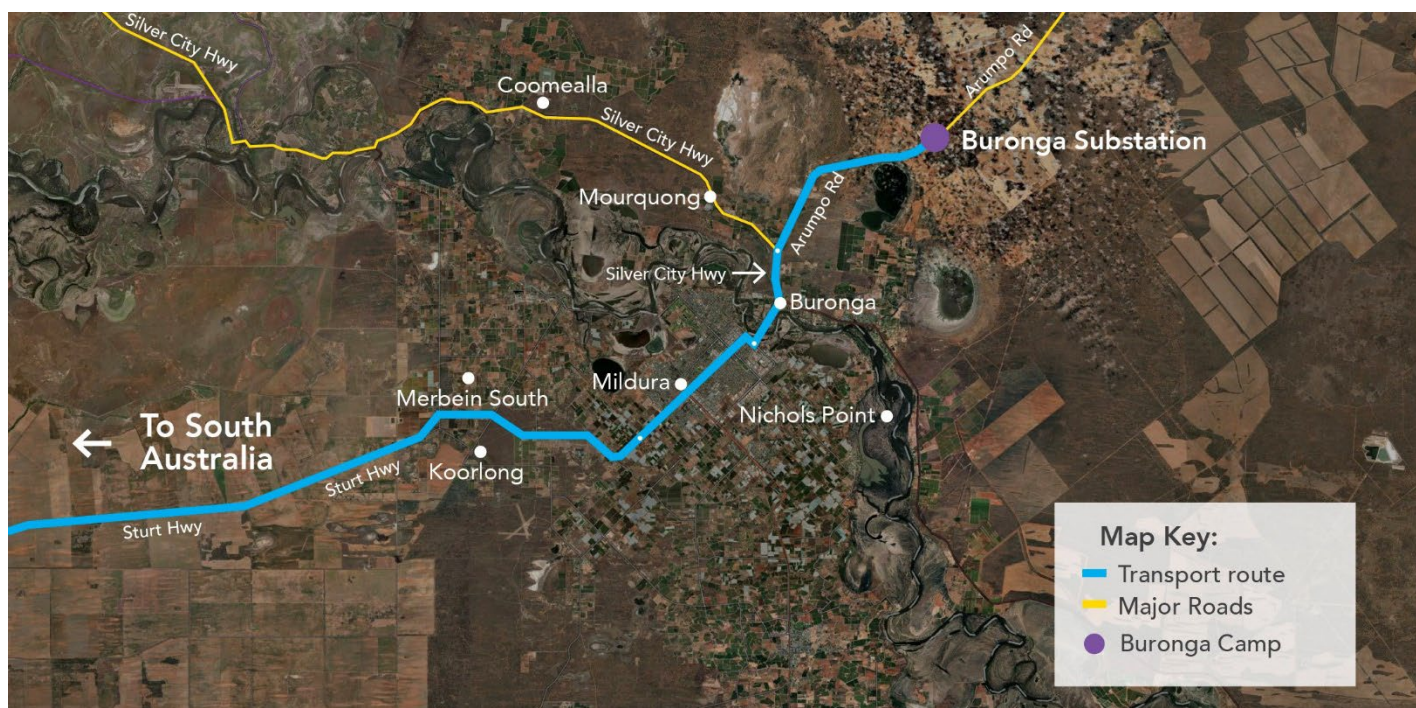 Silver City Hwy
Coomealla
Silver City Hwy
Arumpo Rd
Buronga Substation
Mourquong
Arumpo Rd
Silver City Hwy
Buronga
Mildura
Merbein South
Nichols Point
To South
Australia
Koorlong
Sturt Hwy
Sturt Hwy
Map Key:
Transport route
Major Roads
Buronga Camp